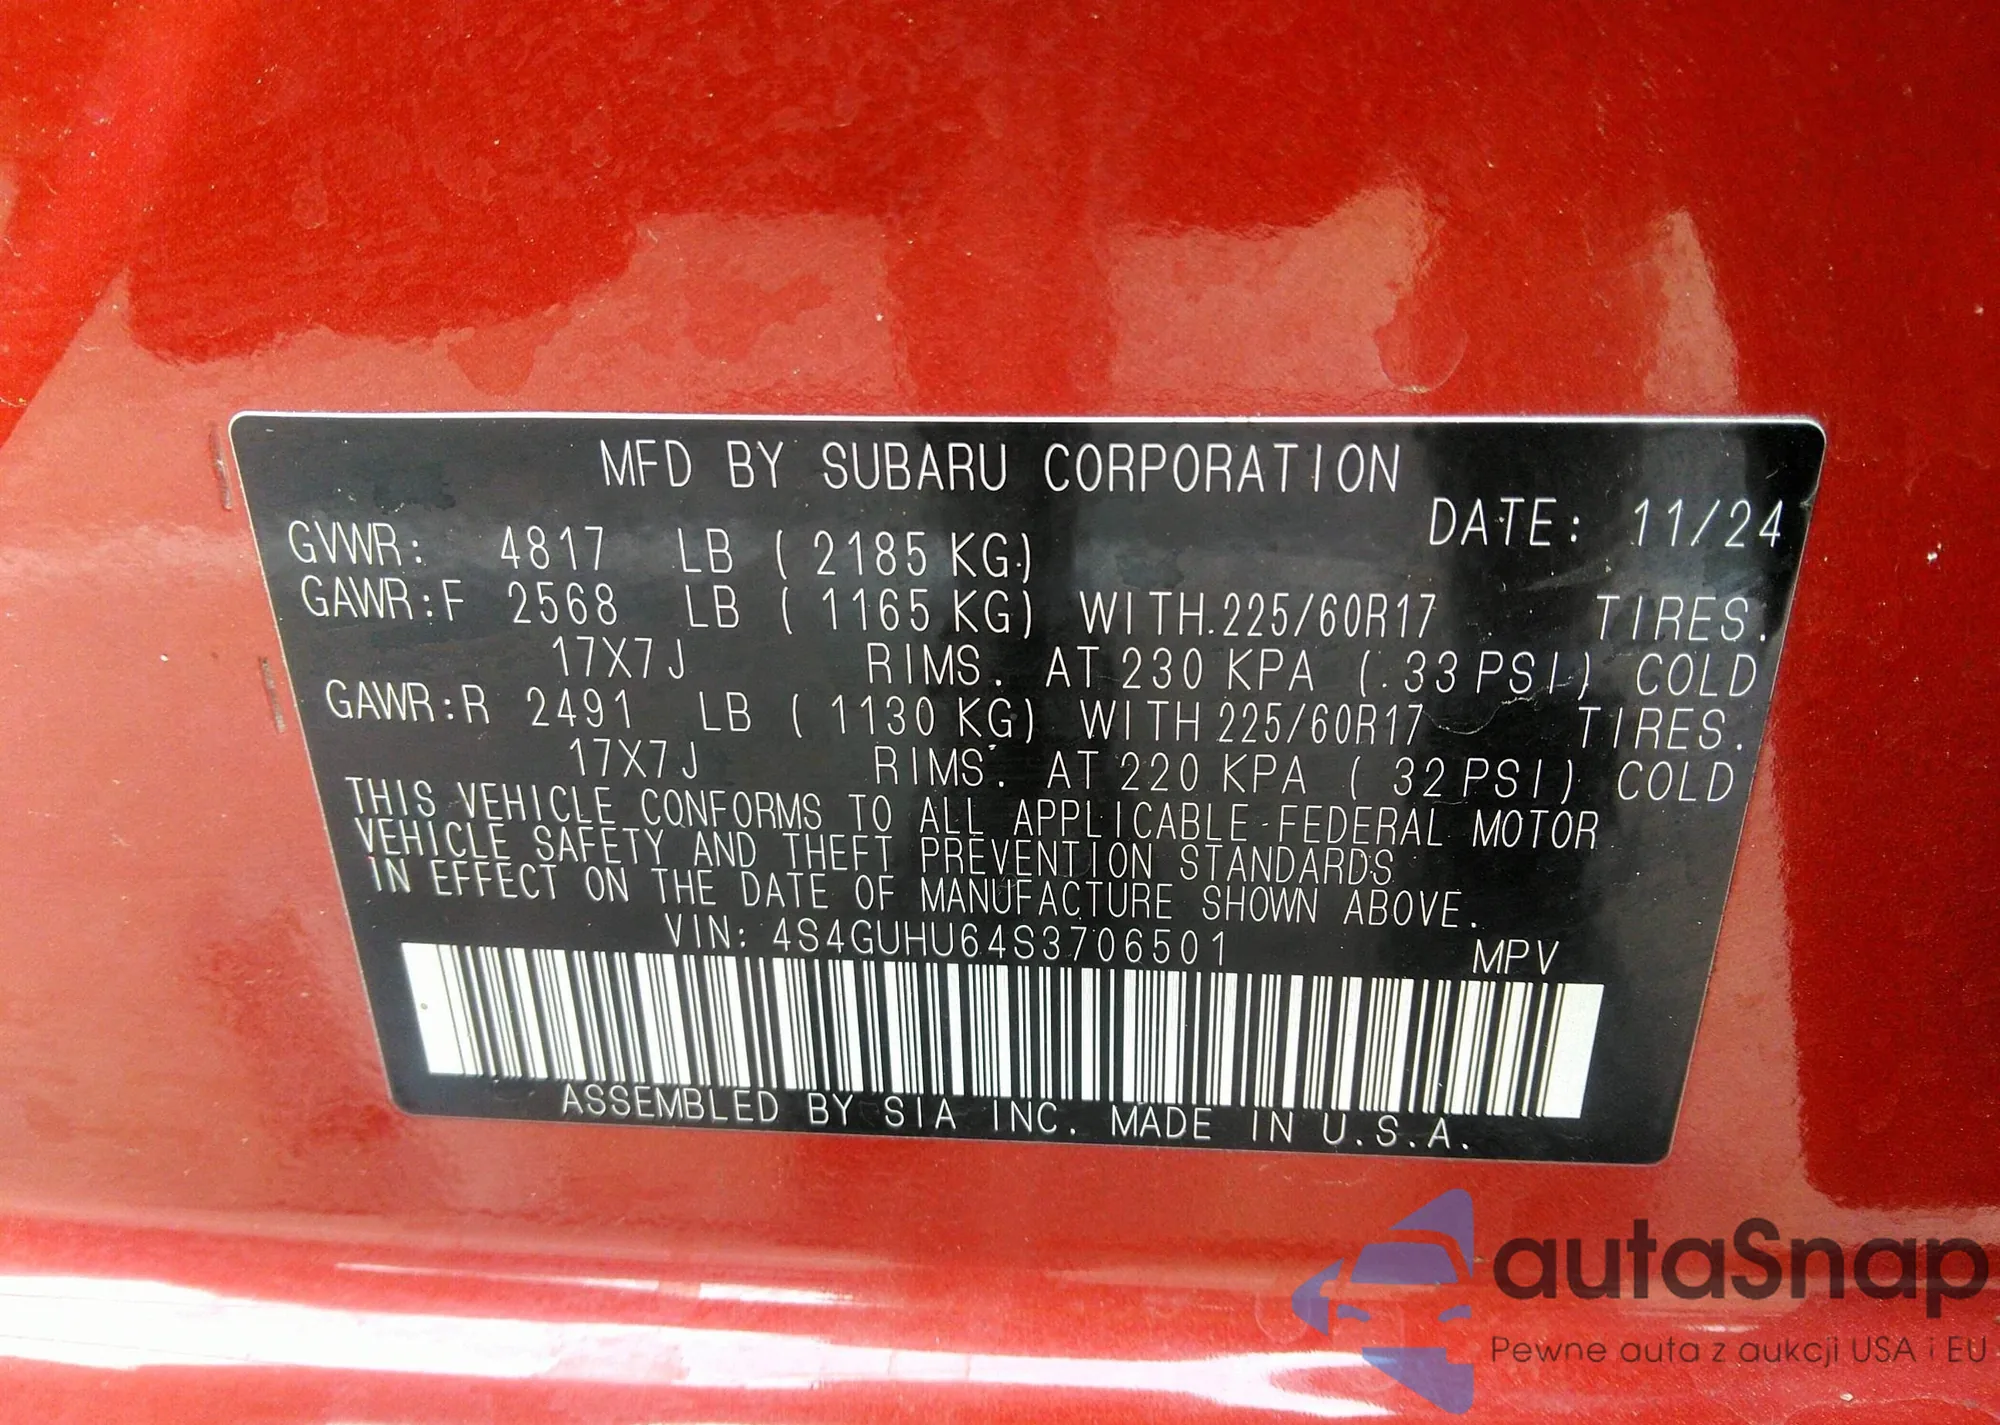 MFD BY SUBARU CORPORATION
DATE: 11/24
GVWR: 4817 LB ( 2185 KG)
GAWR:F 2568 LB ( 1165 KG) WITH 225/60R17 TIRES.
17X7J RIMS. AT 230 KPA ( 33 PSI) COLD
GAWR:R 2491 LB ( 1130 KG) WITH 225/60R17 TIRES.
17X7J RIMS. AT 220 KPA ( 32 PSI) COLD
THIS VEHICLE CONFORMS TO ALL APPLICABLE FEDERAL MOTOR
VEHICLE SAFETY AND THEFT PREVENTION STANDARDS
IN EFFECT ON THE DATE OF MANUFACTURE SHOWN ABOVE.
VIN: 4S4GUHU64S3706501 MPV
ASSEMBLED BY SIA INC. MADE IN U.S.A.
autaSnap
Pewne auta z aukcji USA i EU